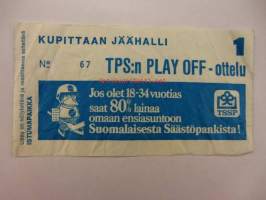 KUPITTAAN JÄÄHALLI
1
No 67 TPS:n PLAY OFF - ottelu
Jos olet 18-34 vuotias
saat 80% lainaa
omaan ensiasuntoon
Suomalaisesta Säästöpankista!
TSSP
ISTUMAPAIKKA